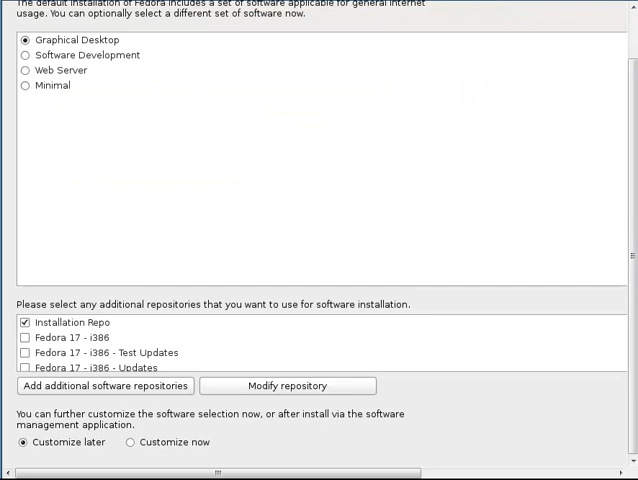 The default installation of Fedora includes a set of software applicable for general internet
usage. You can optionally select a different set of software now.
Graphical Desktop
Software Development
Web Server
Minimal
Please select any additional repositories that you want to use for software installation.
Installation Repo
Fedora 17 - i386
Fedora 17 - i386 - Test Updates
Fedora 17 - i386 - Updates
Add additional software repositories
Modify repository
You can further customize the software selection now, or after install via the software
management application.
Customize later
Customize now